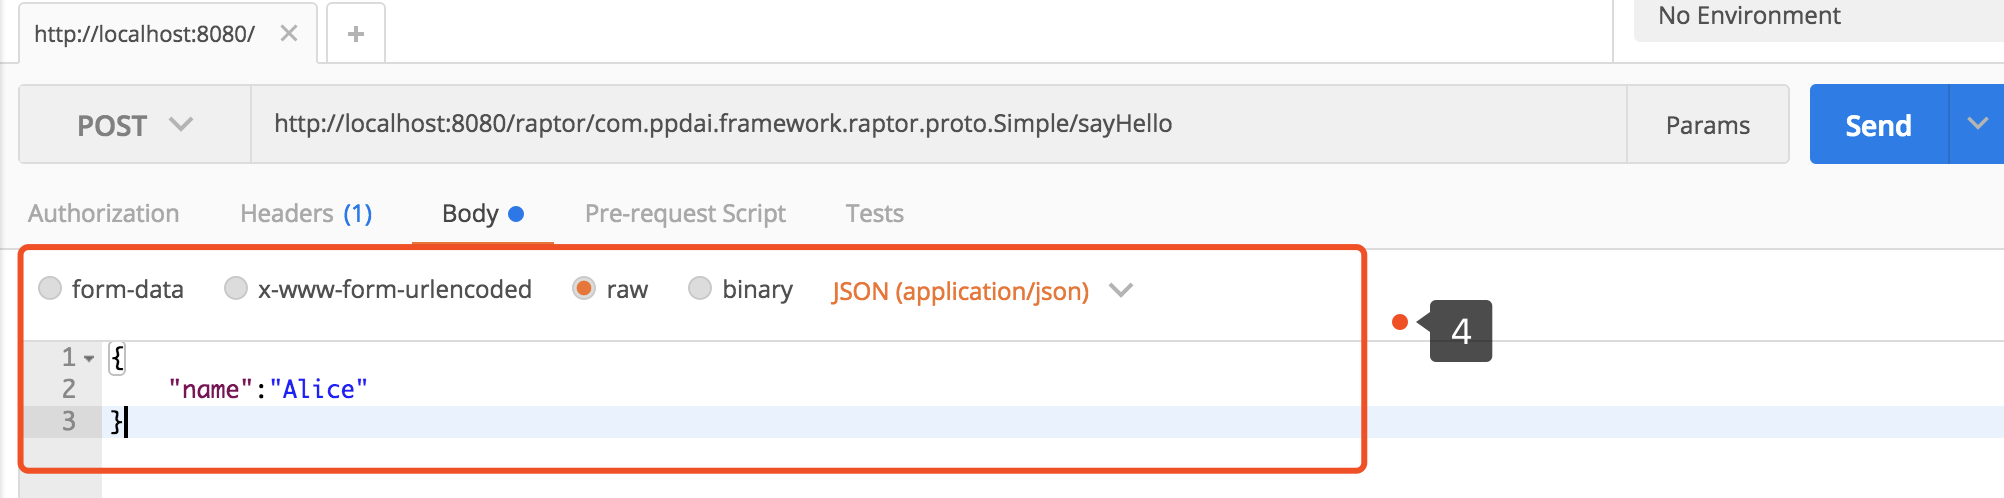 http://localhost:8080/
No Environment
POST http://localhost:8080/raptor/com.ppdai.framework.raptor.proto.Simple/sayHello Params Send
Authorization Headers (1) Body Pre-request Script Tests
form-data x-www-form-urlencoded raw binary JSON (application/json)
4
1 {
2 "name":"Alice"
3 }